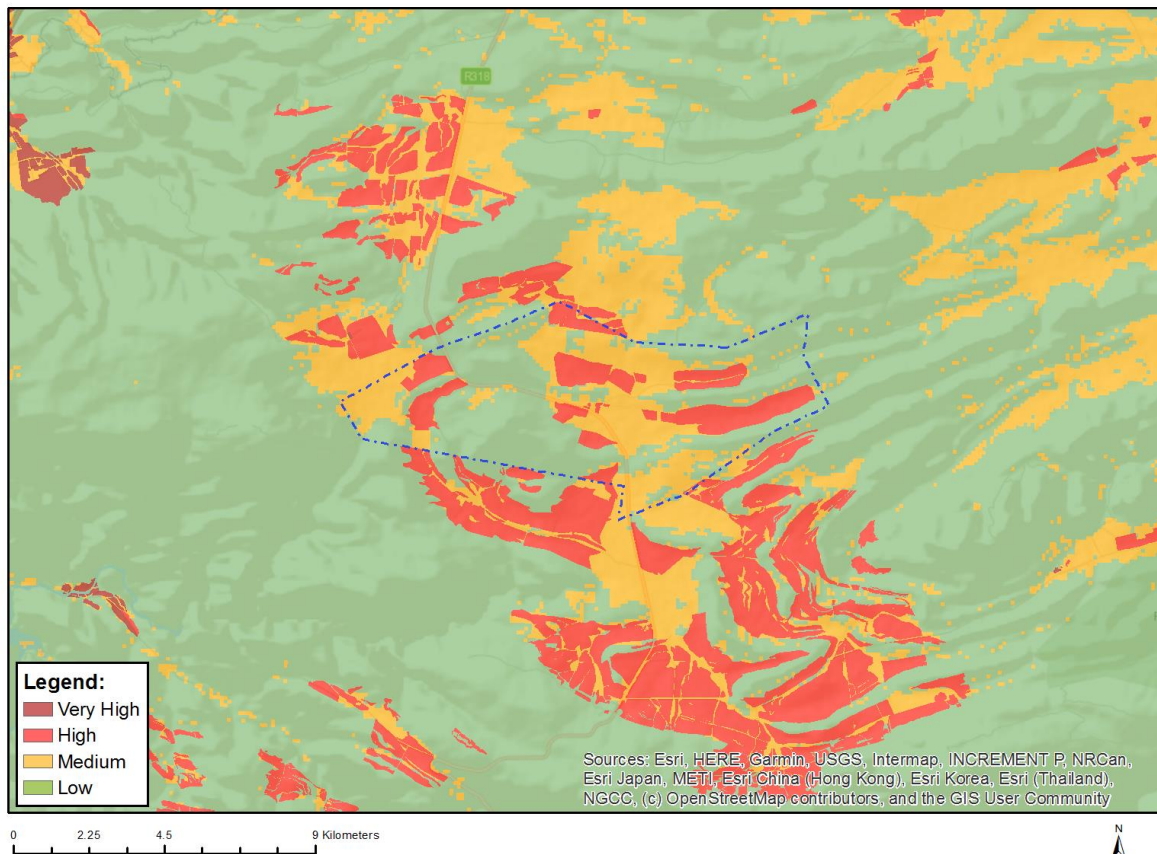 R318
Legend:
Very High
High
Medium
Low
Sources: Esri, HERE, Garmin, USGS, Intermap, INCREMENT P, NRCan,
Esri Japan, METI, Esri China (Hong Kong), Esri Korea, Esri (Thailand),
NGCC, (c) OpenStreetMap contributors, and the GIS User Community
0 2.25 4.5 9 Kilometers
N